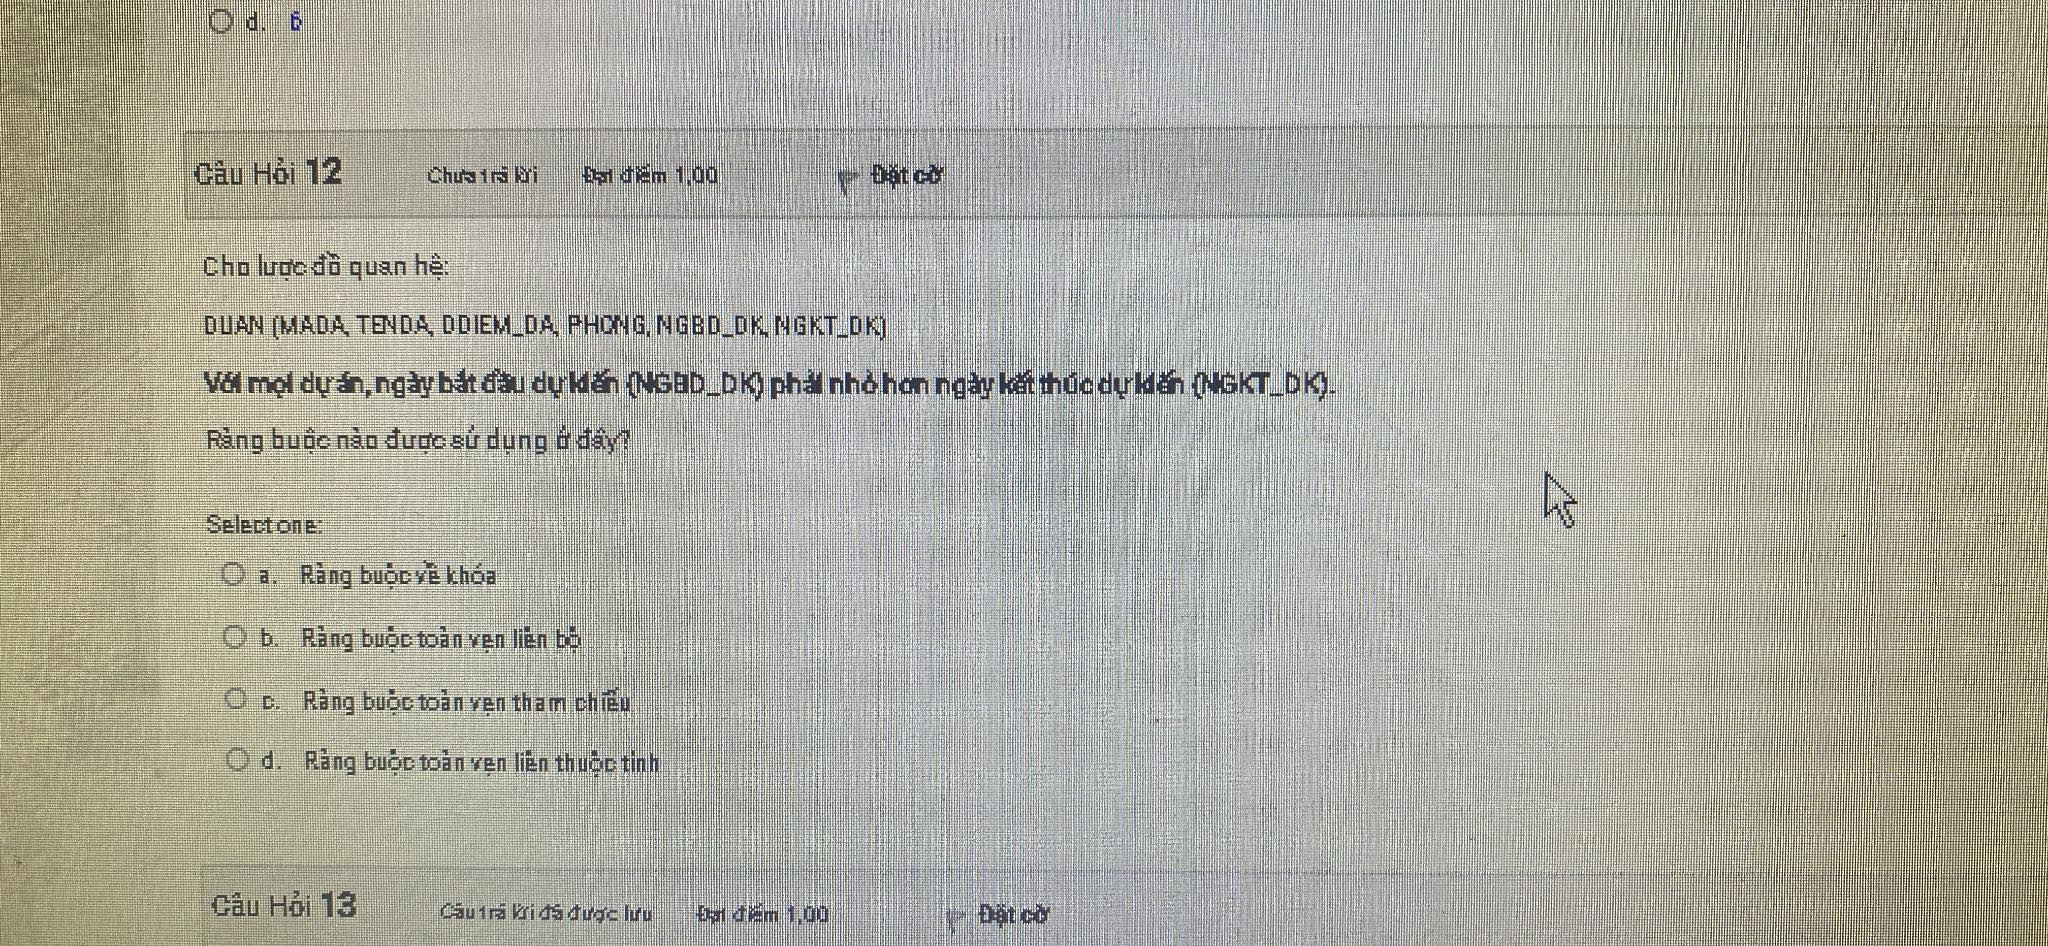 d. 6
Câu Hỏi 12 Chưa trả lời Đạt điểm 1,00 Đặt cờ
Cho lược đồ quan hệ:
DUAN (MADA, TENDA, DDIEM_DA, PHONG, NGBD_DK, NGKT_DK)
Với mọi dự án, ngày bắt đầu dự kiến (NGBD_DK) phải nhỏ hơn ngày kết thúc dự kiến (NGKT_DK).
Ràng buộc nào được sử dụng ở đây?
Select one:
a. Ràng buộc về khóa
b. Ràng buộc toàn vẹn liên bộ
c. Ràng buộc toàn vẹn tham chiếu
d. Ràng buộc toàn vẹn liên thuộc tính
Câu Hỏi 13 Câu trả lời đã được lưu Đạt điểm 1,00 Đặt cờ